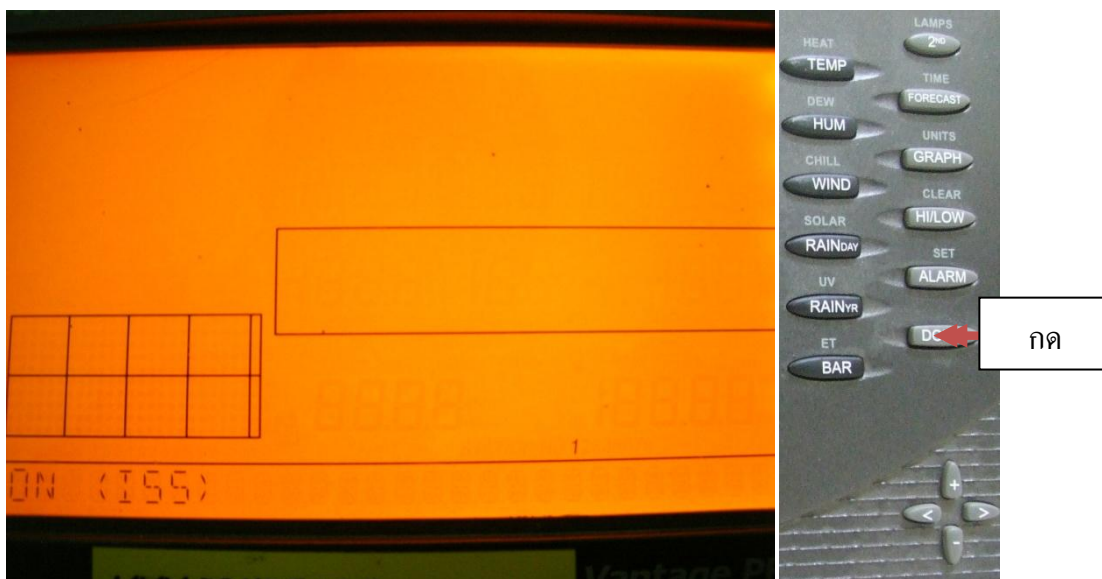 1
ON (ISS)
Vantage
LAMPS
2ND
HEAT
TEMP
TIME
FORECAST
DEW
HUM
UNITS
GRAPH
CHILL
WIND
CLEAR
HI/LOW
SOLAR
RAINDAY
SET
ALARM
UV
RAINYR
ET
BAR
กด
+
< >
-